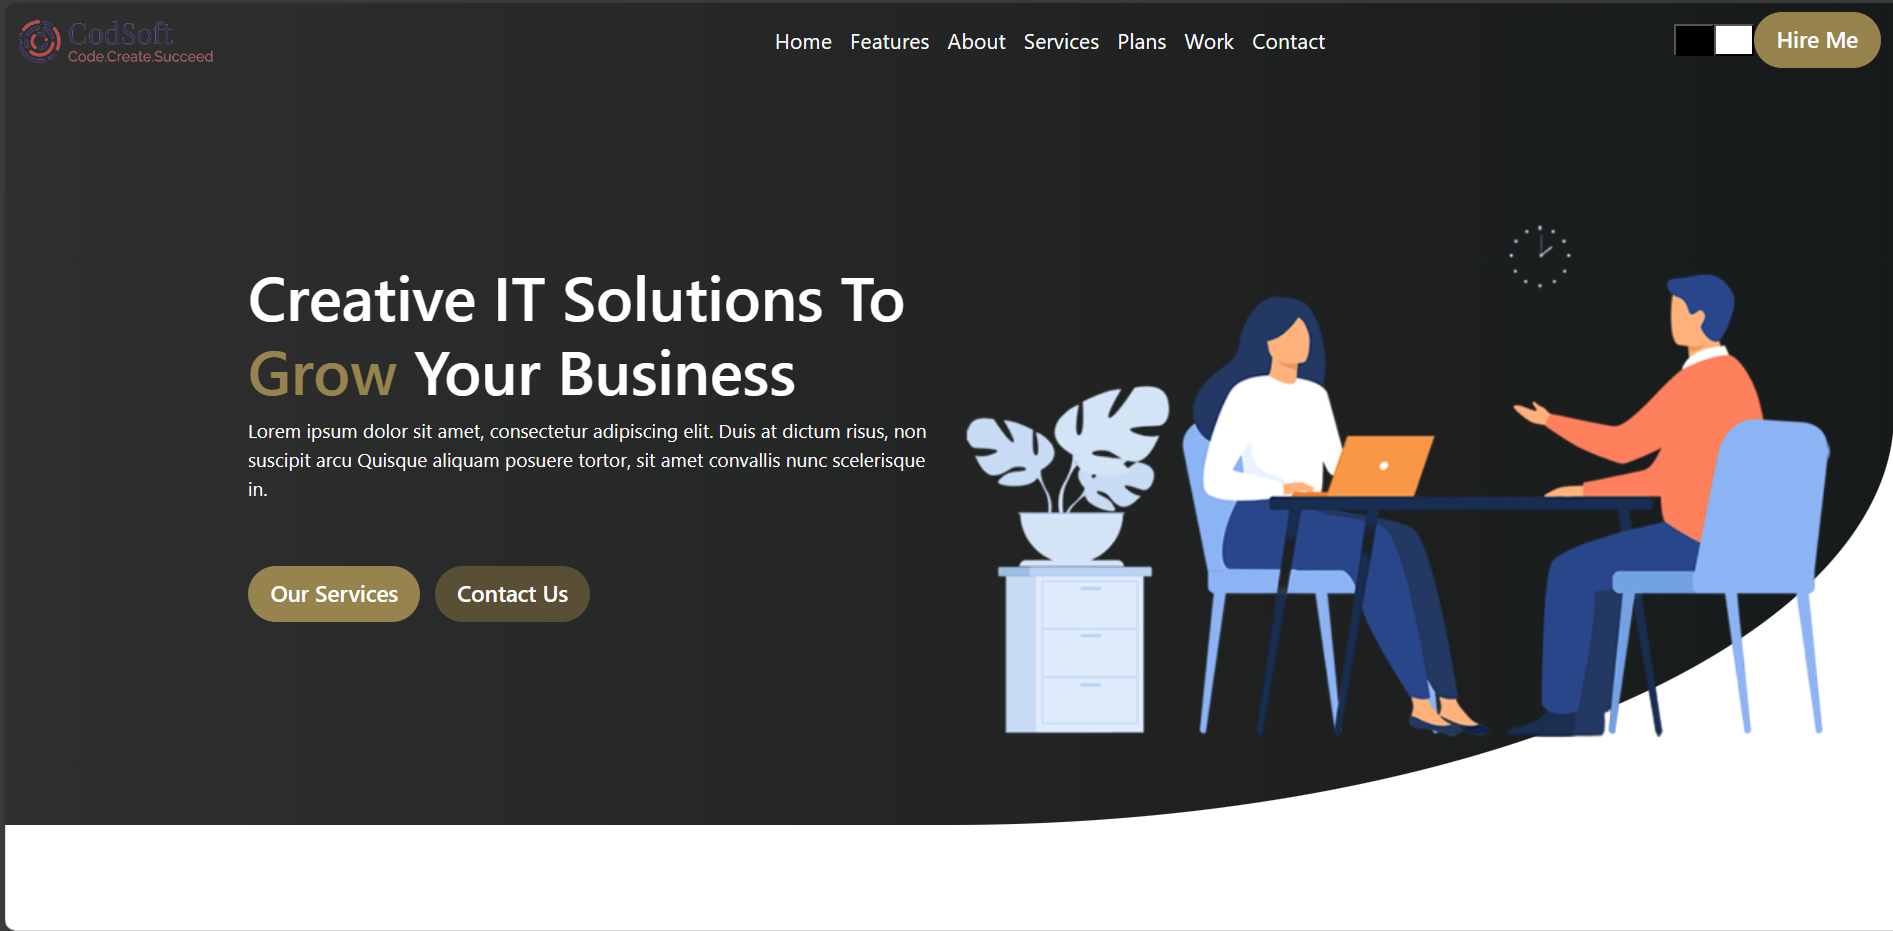 CodSoft
Code.Create.Succeed
Home Features About Services Plans Work Contact
Hire Me
Creative IT Solutions To
Grow Your Business
Lorem ipsum dolor sit amet, consectetur adipiscing elit. Duis at dictum risus, non
suscipit arcu Quisque aliquam posuere tortor, sit amet convallis nunc scelerisque
in.
Our Services Contact Us